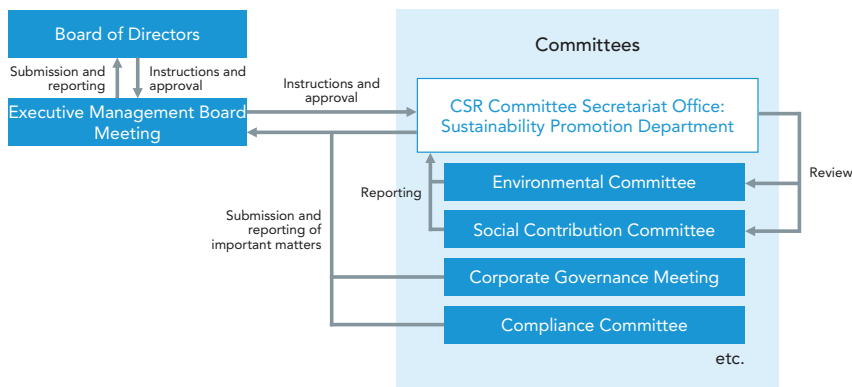 Board of Directors
Committees
Submission and
reporting
Instructions and
approval
Instructions and
approval
Executive Management Board
Meeting
CSR Committee Secretariat Office:
Sustainability Promotion Department
Reporting
Environmental Committee
Review
Submission and
reporting of
important matters
Social Contribution Committee
Corporate Governance Meeting
Compliance Committee
etc.